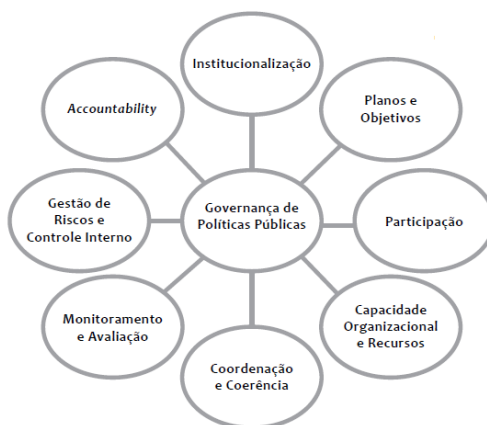 Institucionalização
Accountability
Planos e
Objetivos
Gestão de
Riscos e
Controle Interno
Governança de
Políticas Públicas
Participação
Monitoramento
e Avaliação
Capacidade
Organizacional
e Recursos
Coordenação
e Coerência